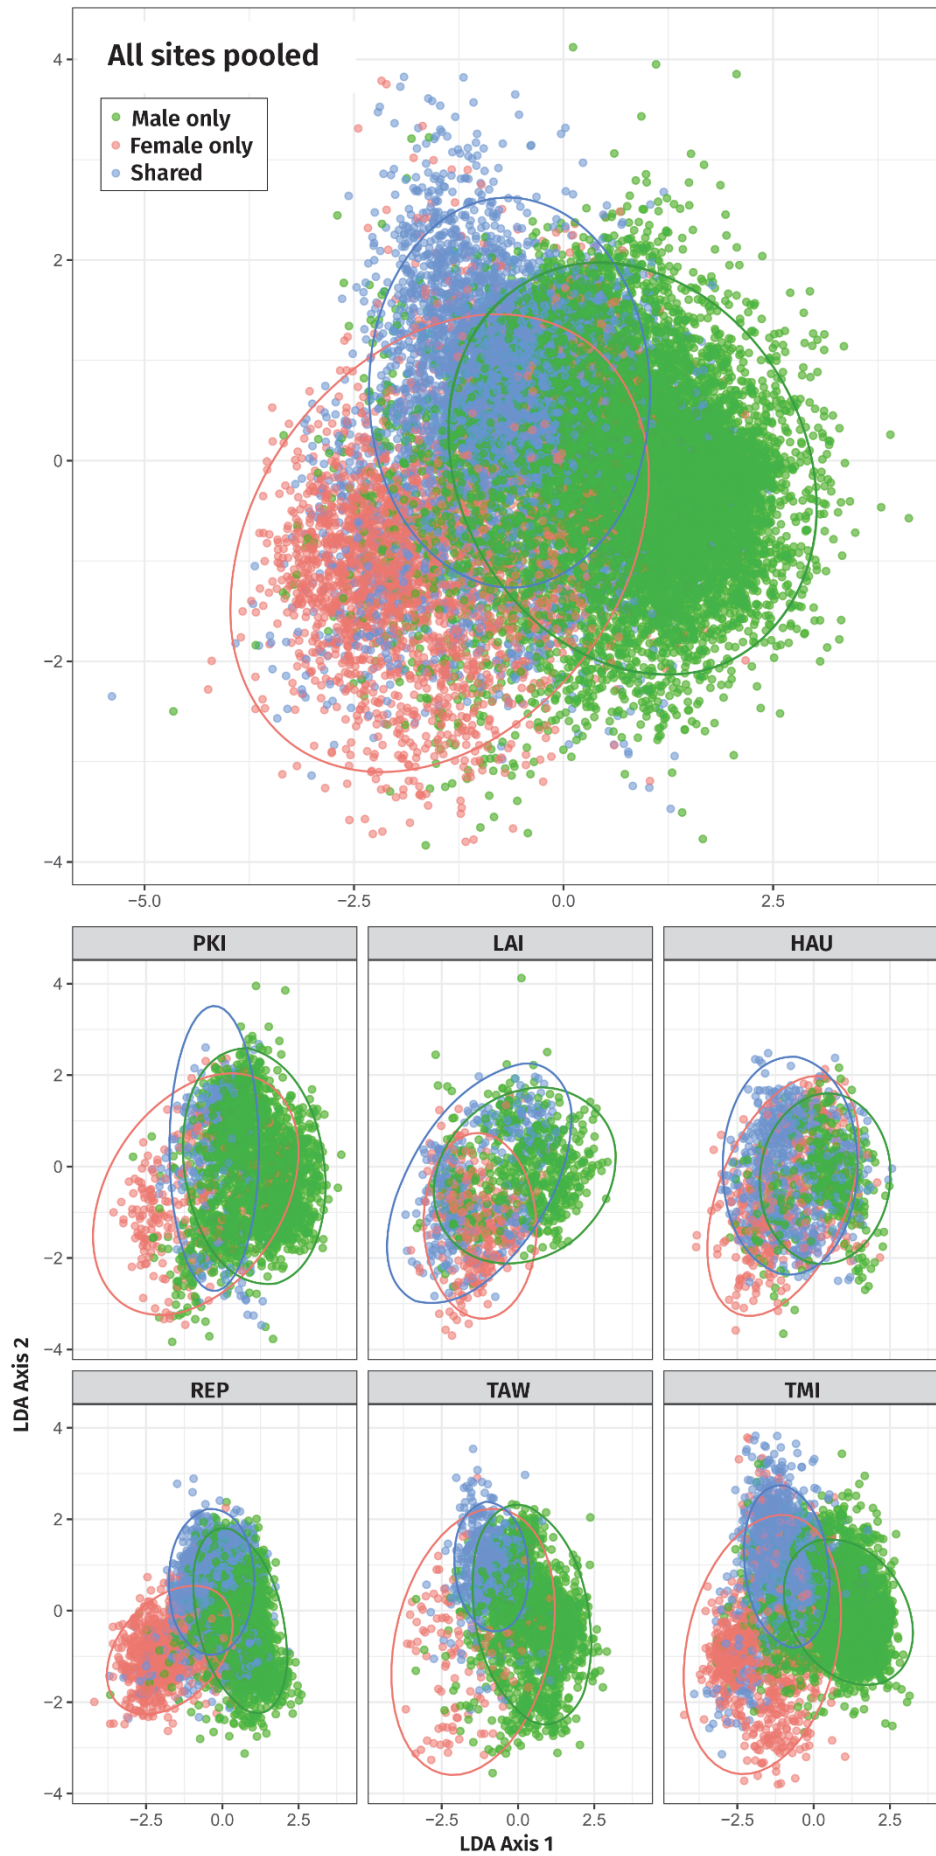 All sites pooled
Male only
Female only
Shared
4
2
0
−2
−4
−5.0 −2.5 0.0 2.5
PKI LAI HAU
4
2
0
−2
−4
REP TAW TMI
4
2
0
−2
−4
−2.5 0.0 2.5 −2.5 0.0 2.5 −2.5 0.0 2.5
LDA Axis 2
LDA Axis 1